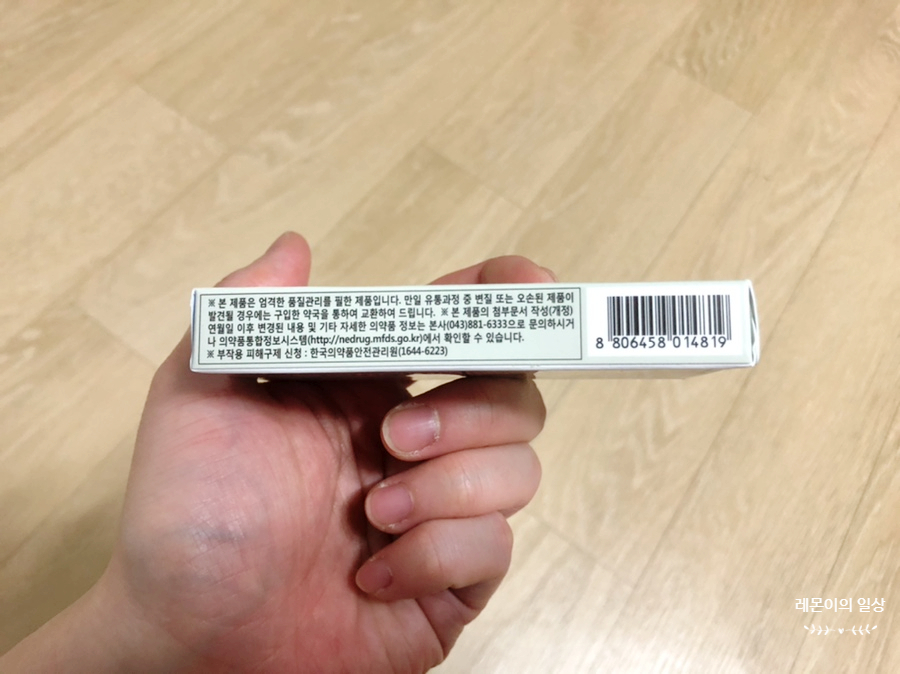 ※ 본 제품은 엄격한 품질관리를 필한 제품입니다. 만일 유통과정 중 변질 또는 오손된 제품이
발견될 경우에는 구입한 약국을 통하여 교환하여 드립니다. ※ 본 제품의 첨부문서 작성(개정)
연월일 이후 변경된 내용 및 기타 자세한 의약품 정보는 본사(043)881-6333으로 문의하시거
나 의약품통합정보시스템(http://nedrug.mfds.go.kr)에서 확인할 수 있습니다.
※ 부작용 피해구제 신청 : 한국의약품안전관리원(1644-6223)
8 806458 014819
레몬이의 일상